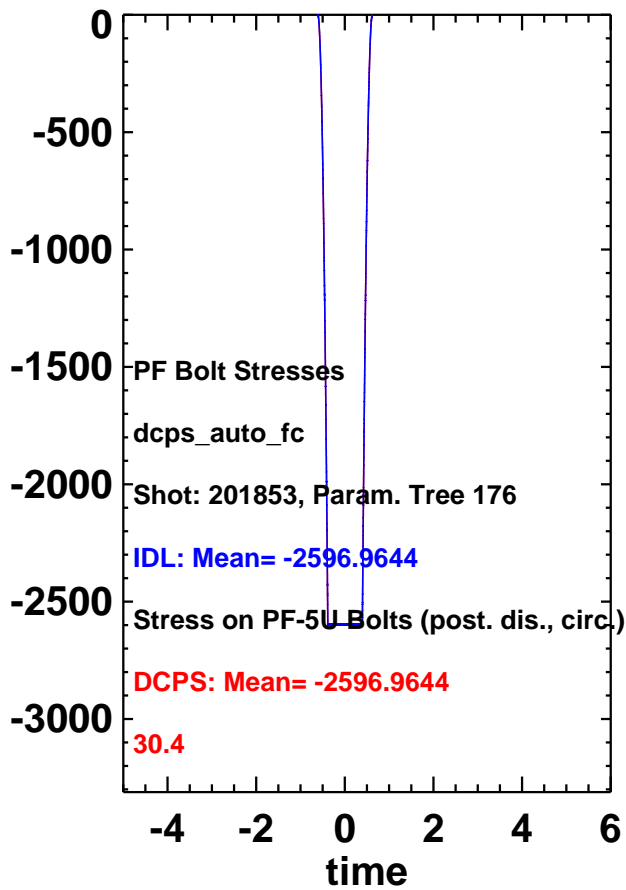 0
-500
-1000
-1500
PF Bolt Stresses
dcps_auto_fc
-2000
Shot: 201853, Param. Tree 176
IDL: Mean= -2596.9644
-2500
Stress on PF-5U Bolts (post. dis., circ.)
DCPS: Mean= -2596.9644
-3000
30.4
-4 -2 0 2 4 6
time